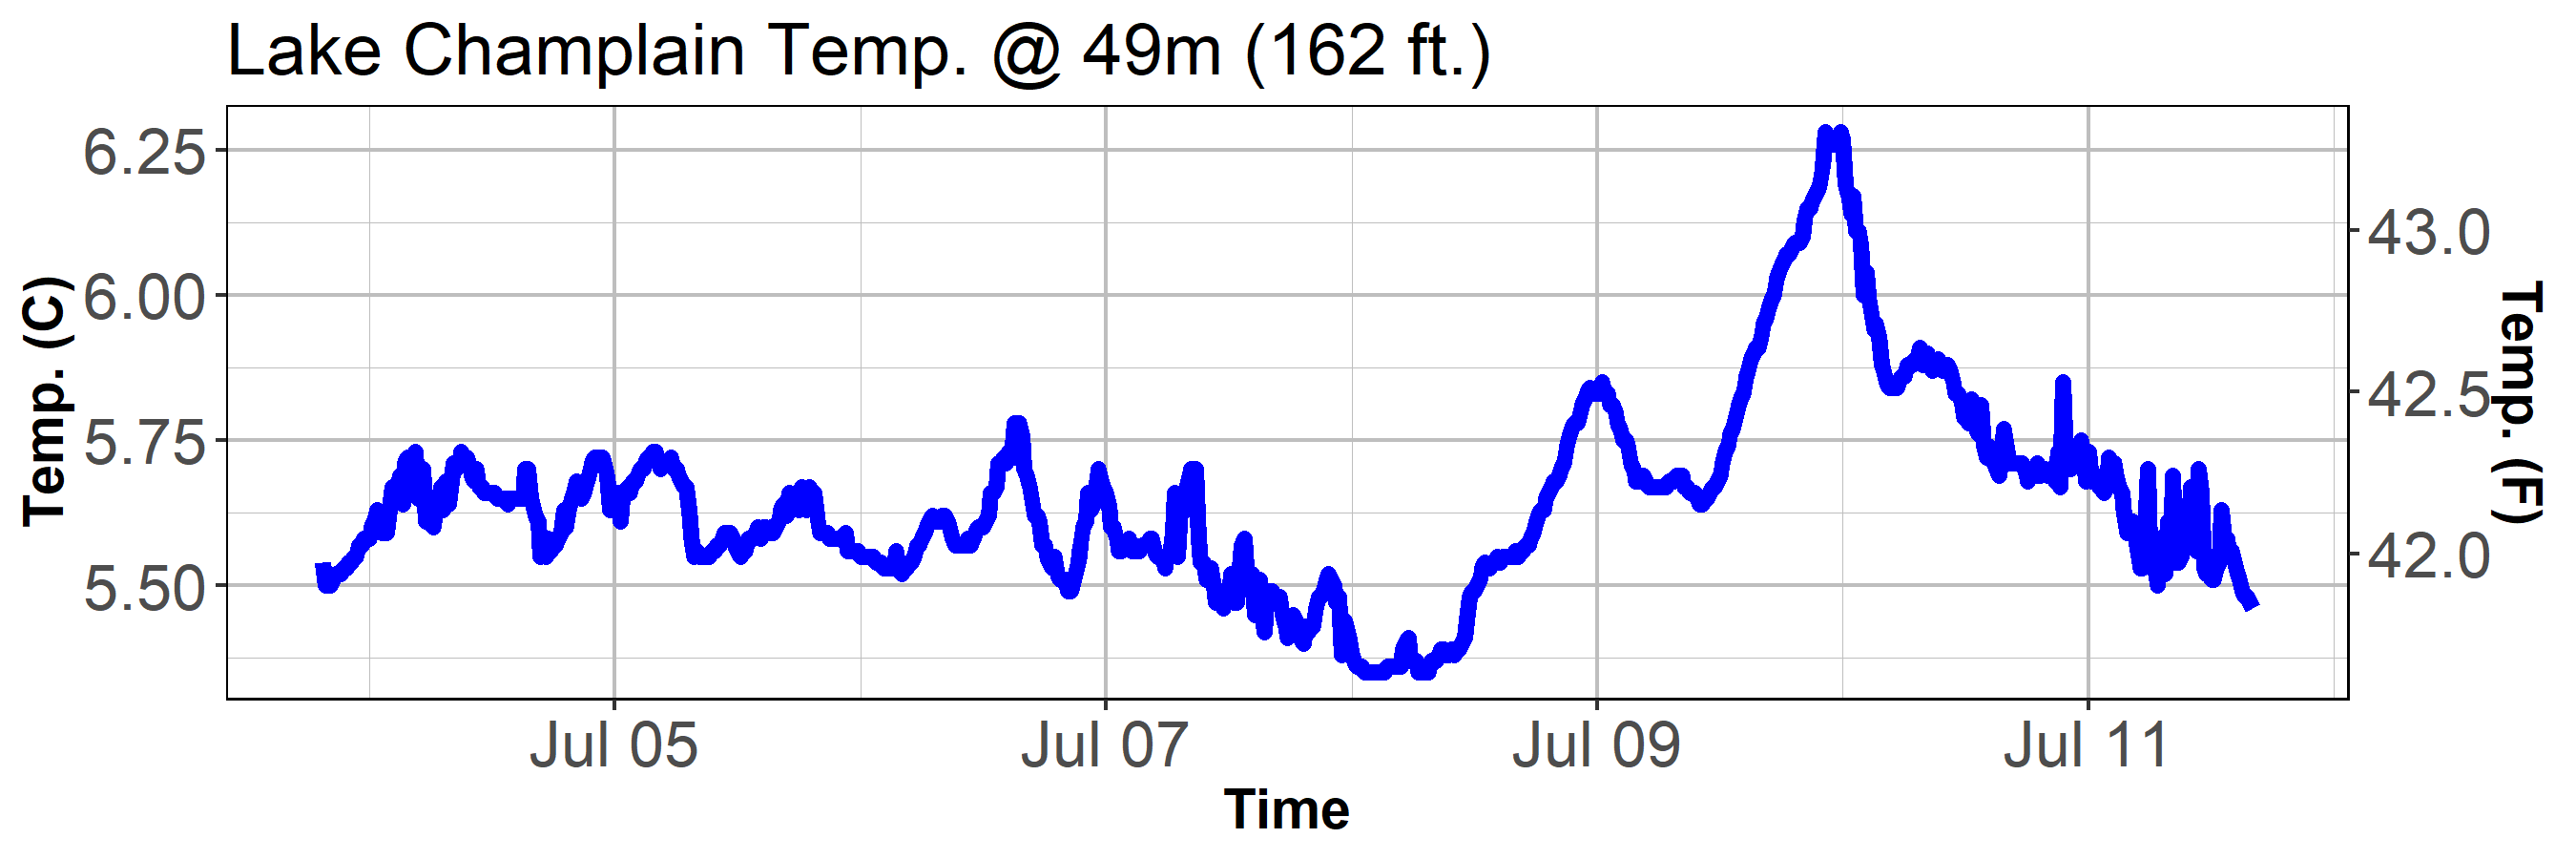 Lake Champlain Temp. @ 49m (162 ft.)
Temp. (C)
6.25
6.00
5.75
5.50
43.0
42.5
42.0
Temp. (F)
Jul 05 Jul 07 Jul 09 Jul 11
Time